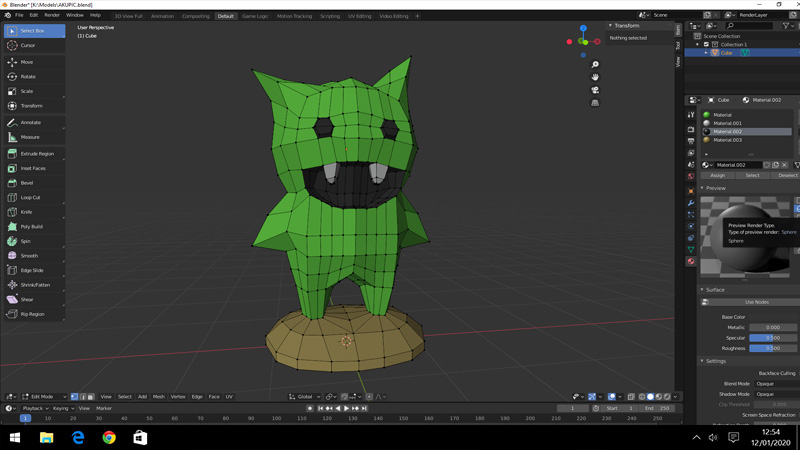 Blender* [K:\Models\AKUPIC.blend]
File Edit Render Window Help
3D View Full Animation Compositing Default Game Logic Motion Tracking Scripting UV Editing Video Editing +
Scene RenderLayer
Select Box
Cursor
Move
Rotate
Scale
Transform
Annotate
Measure
Extrude Region
Inset Faces
Bevel
Loop Cut
Knife
Poly Build
Spin
Smooth
Edge Slide
Shrink/Fatten
Shear
Rip Region
User Perspective
(1) Cube
Transform
Nothing selected
Item
Tool
View
Scene Collection
Collection 1
Cube
Cube Material.002
Material
Material.001
Material.002
Material.003
Material.002
Assign Select Deselect
Preview
Preview Render Type.
Type of preview render: Sphere
Sphere
Surface
Use Nodes
Base Color
Metallic 0.000
Specular 0.500
Roughness 0.500
Settings
Backface Culling
Blend Mode Opaque
Shadow Mode Opaque
Clip Threshold
Screen Space Refraction
Edit Mode View Select Add Mesh Vertex Edge Face UV Global
Playback Keying View Marker 1 Start 1 End 250
1 10 20 30 40 50 60 70 80 90 100 110 120 130 140 150 160 170 180 190 200 210 220 230 240 250
12:54
12/01/2020